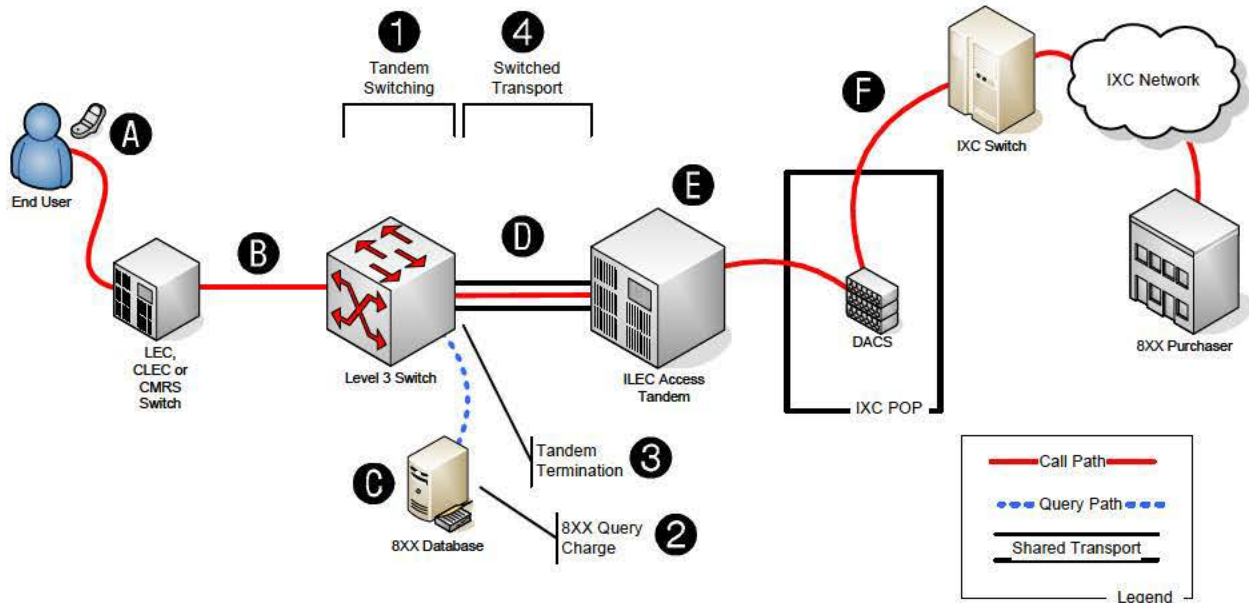 1
4
Tandem
Switching
Switched
Transport
A
End User
B
LEC,
CLEC or
CMRS
Switch
Level 3 Switch
D
E
ILEC Access
Tandem
F
IXC Switch
IXC Network
DACS
IXC POP
8XX Purchaser
C
8XX Database
Tandem
Termination
3
8XX Query
Charge
2
Call Path
Query Path
Shared Transport
Legend